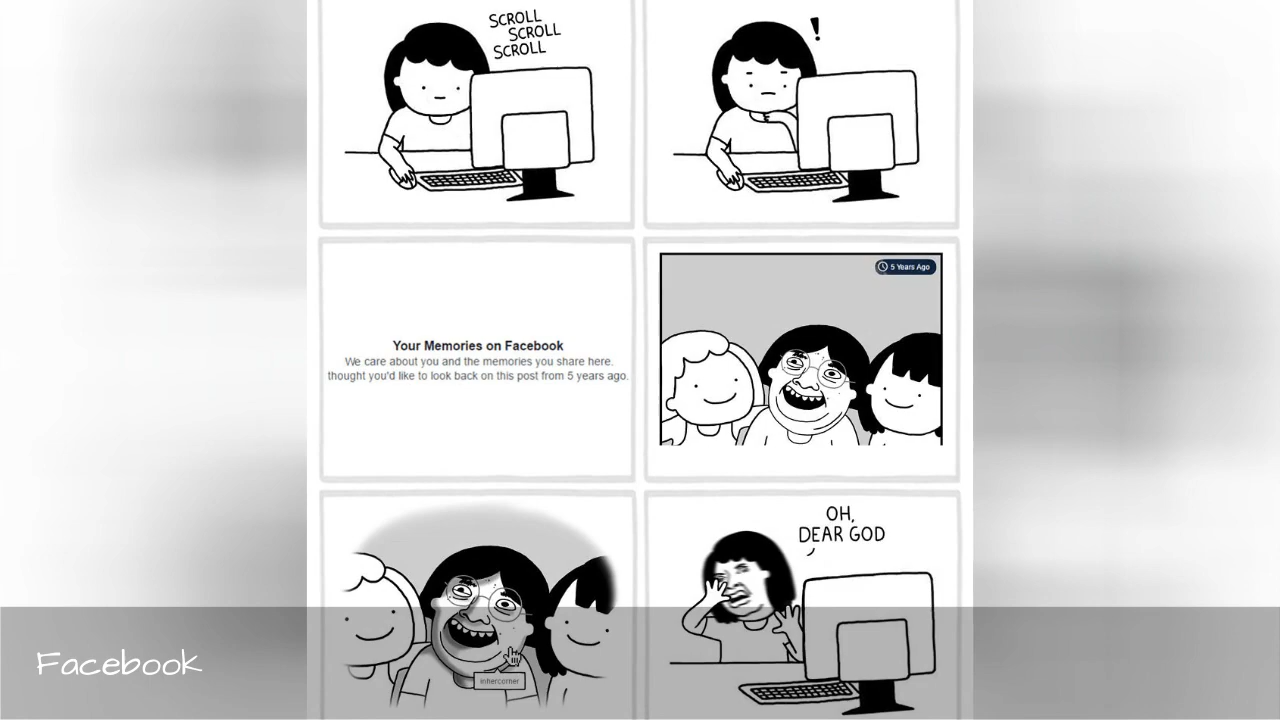 SCROLL
SCROLL
SCROLL
!
Your Memories on Facebook
We care about you and the memories you share here.
thought you'd like to look back on this post from 5 years ago.
5 Years Ago
inhercorner
OH,
DEAR GOD
Facebook